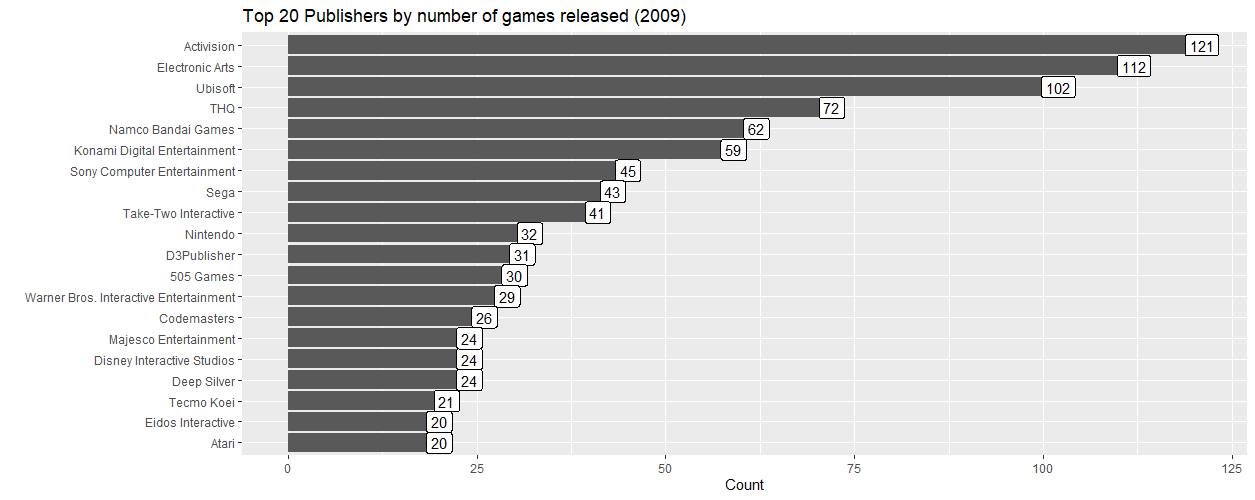 Top 20 Publishers by number of games released (2009)
Activision 121
Electronic Arts 112
Ubisoft 102
THQ 72
Namco Bandai Games 62
Konami Digital Entertainment 59
Sony Computer Entertainment 45
Sega 43
Take-Two Interactive 41
Nintendo 32
D3Publisher 31
505 Games 30
Warner Bros. Interactive Entertainment 29
Codemasters 26
Majesco Entertainment 24
Disney Interactive Studios 24
Deep Silver 24
Tecmo Koei 21
Eidos Interactive 20
Atari 20
0 25 50 75 100 125
Count